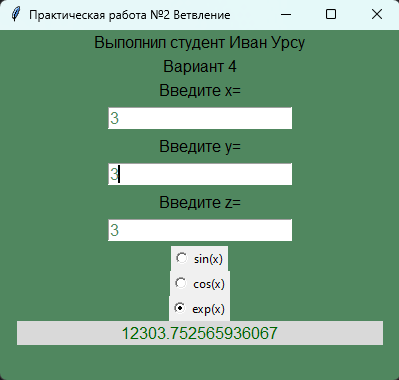 Практическая работа №2 Ветвление
Выполнил студент Иван Урсу
Вариант 4
Введите x=
3
Введите y=
3
Введите z=
3
sin(x)
cos(x)
exp(x)
12303.752565936067